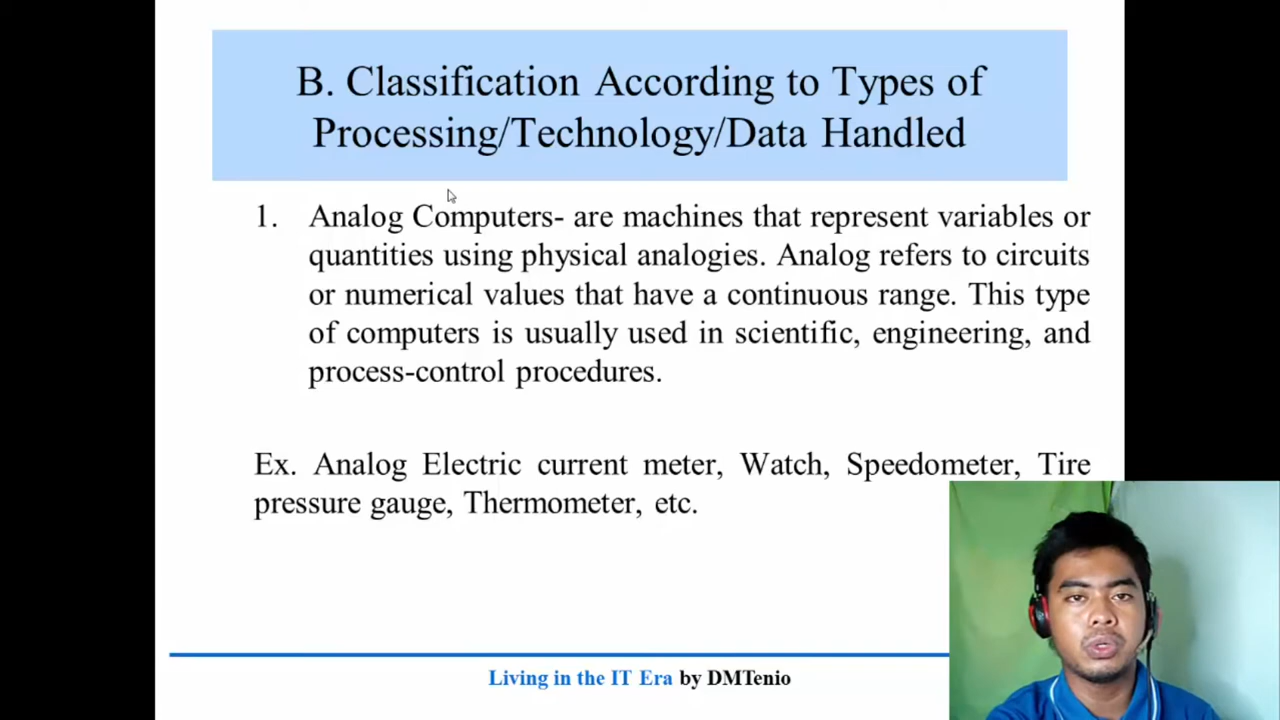 B. Classification According to Types of
Processing/Technology/Data Handled
1. Analog Computers- are machines that represent variables or
quantities using physical analogies. Analog refers to circuits
or numerical values that have a continuous range. This type
of computers is usually used in scientific, engineering, and
process-control procedures.
Ex. Analog Electric current meter, Watch, Speedometer, Tire
pressure gauge, Thermometer, etc.
Living in the IT Era by DMTenio